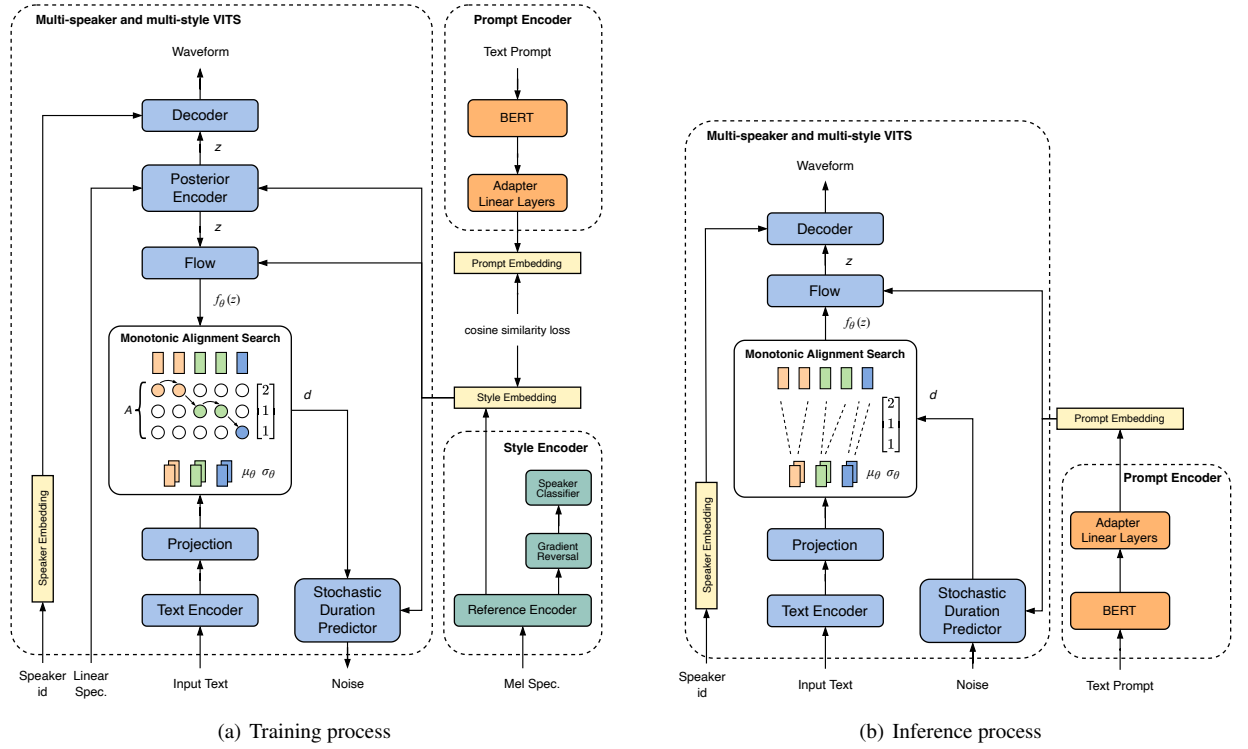 Multi-speaker and multi-style VITS
Waveform
Decoder
z
Posterior
Encoder
z
Flow
fθ(z)
Monotonic Alignment Search
A
2
1
1
μθ σθ
d
Projection
Text Encoder
Stochastic
Duration
Predictor
Speaker Embedding
Speaker
id
Linear
Spec.
Input Text
Noise
Prompt Encoder
Text Prompt
BERT
Adapter
Linear Layers
Prompt Embedding
cosine similarity loss
Style Embedding
Style Encoder
Speaker
Classifier
Gradient
Reversal
Reference Encoder
Mel Spec.
(a) Training process
Multi-speaker and multi-style VITS
Waveform
Decoder
z
Flow
fθ(z)
Monotonic Alignment Search
2
1
1
μθ σθ
d
Projection
Text Encoder
Stochastic
Duration
Predictor
Speaker Embedding
Speaker
id
Input Text
Noise
Prompt Embedding
Prompt Encoder
Adapter
Linear Layers
BERT
Text Prompt
(b) Inference process